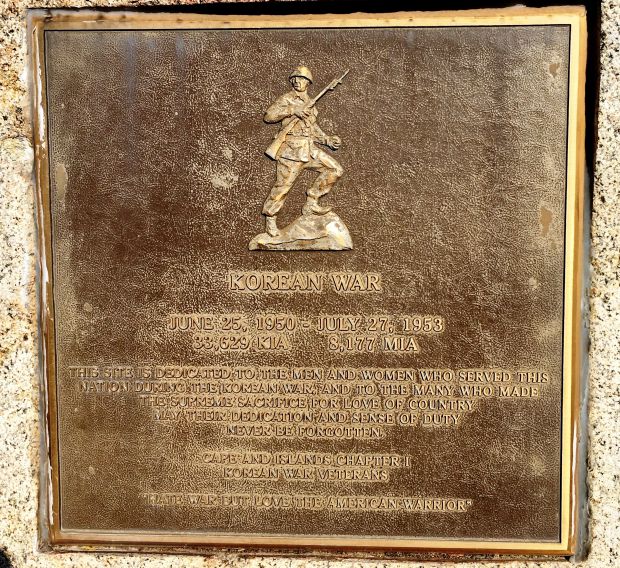 KOREAN WAR
JUNE 25, 1950 - JULY 27, 1953
33,629 KIA 8,177 MIA
THIS SITE IS DEDICATED TO THE MEN AND WOMEN WHO SERVED THIS
NATION DURING THE KOREAN WAR, AND TO THE MANY WHO MADE
THE SUPREME SACRIFICE FOR LOVE OF COUNTRY
MAY THEIR DEDICATION AND SENSE OF DUTY
NEVER BE FORGOTTEN.
CAPE AND ISLANDS CHAPTER I
KOREAN WAR VETERANS
"HATE WAR BUT LOVE THE AMERICAN WARRIOR"